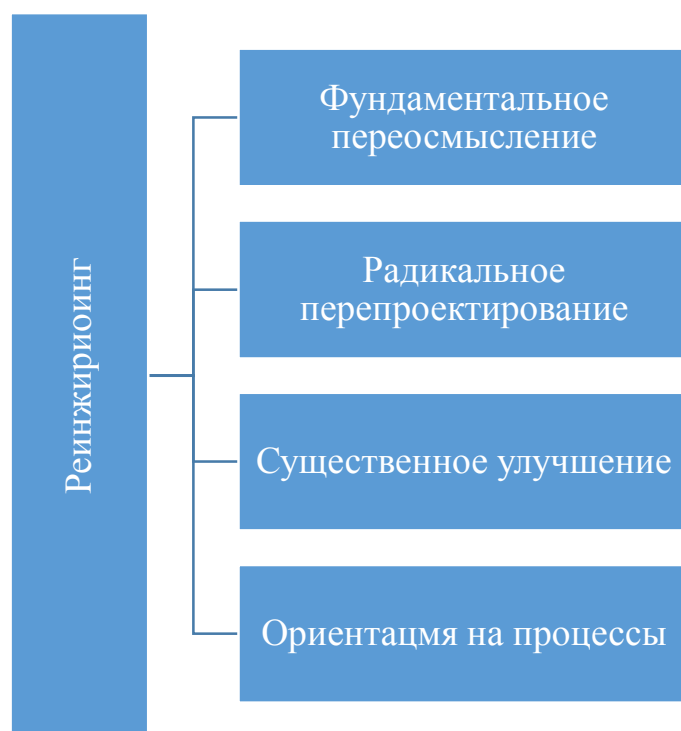 Реинжириоинг
Фундаментальное
переосмысление
Радикальное
перепроектирование
Существенное улучшение
Ориентацмя на процессы